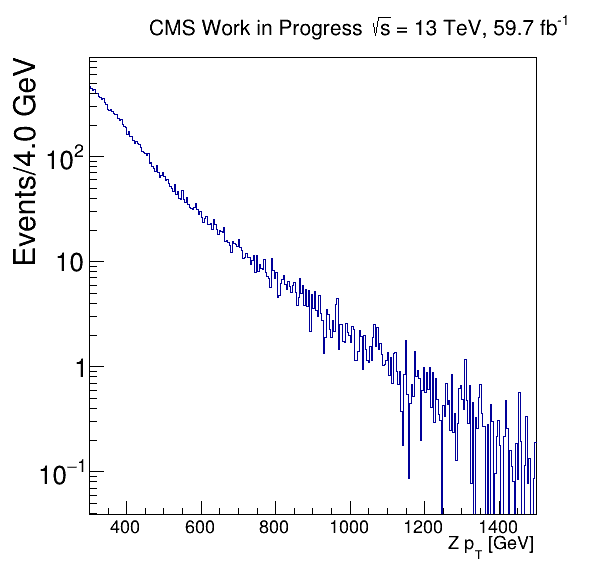 CMS Work in Progress √s = 13 TeV, 59.7 fb⁻¹
Events/4.0 GeV
10²
10
1
10⁻¹
400 600 800 1000 1200 1400
Z p_T [GeV]